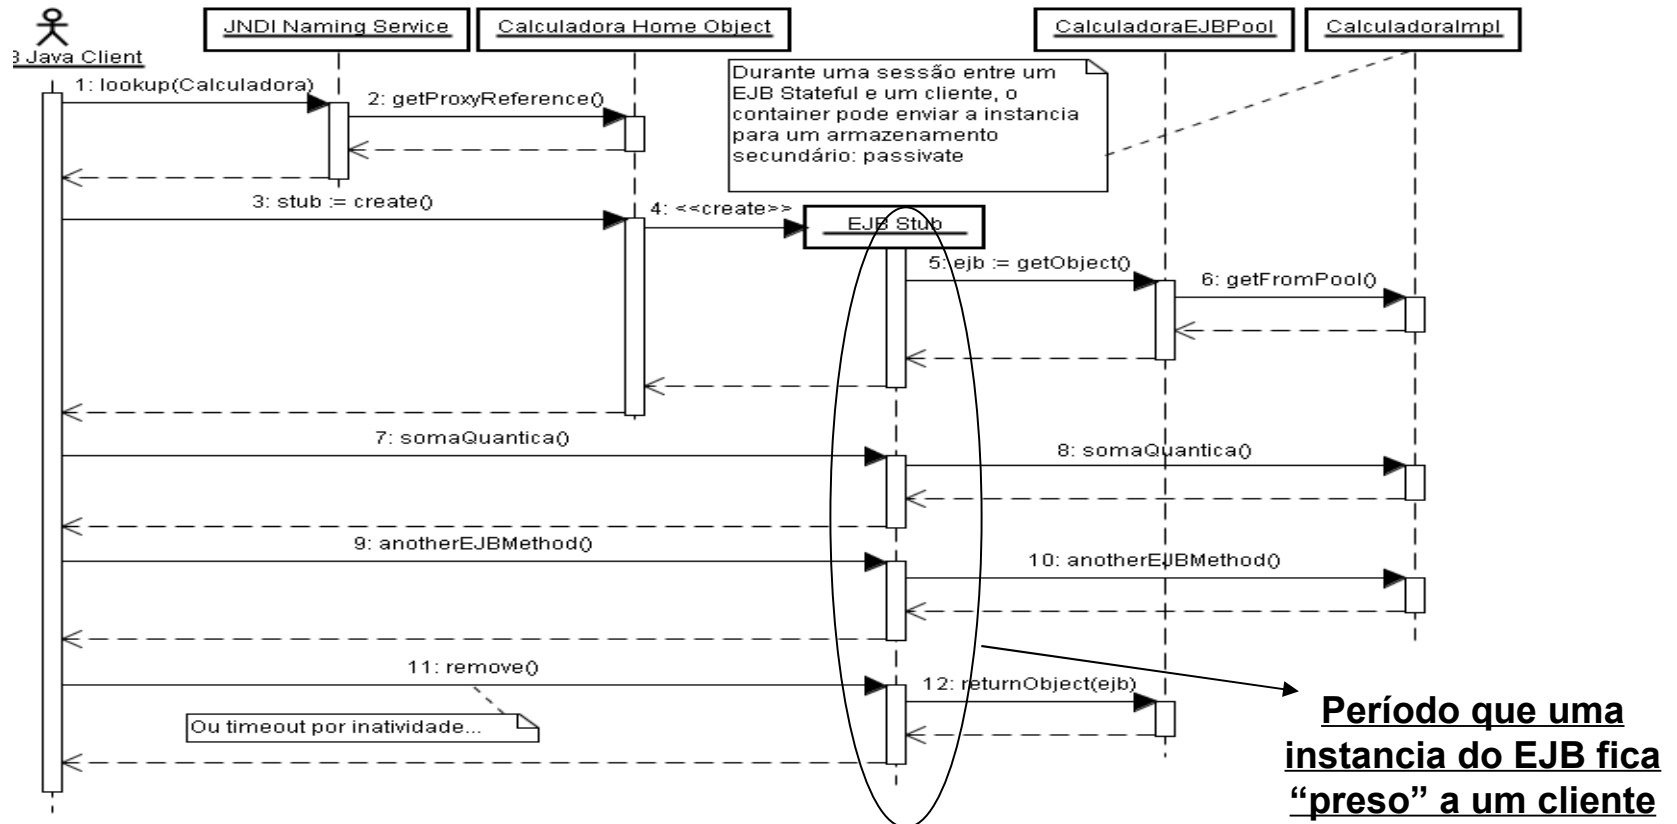 JNDI Naming Service
Calculadora Home Object
CalculadoraEJBPool
CalculadoraImpl
Java Client
1: lookup(Calculadora)
2: getProxyReference()
Durante uma sessão entre um
EJB Stateful e um cliente, o
container pode enviar a instancia
para um armazenamento
secundário: passivate
3: stub := create()
4: <<create>>
EJB Stub
5: ejb := getObject()
6: getFromPool()
7: somaQuantica()
8: somaQuantica()
9: anotherEJBMethod()
10: anotherEJBMethod()
11: remove()
12: returnObject(ejb)
Ou timeout por inatividade...
Período que uma
instancia do EJB fica
“preso” a um cliente